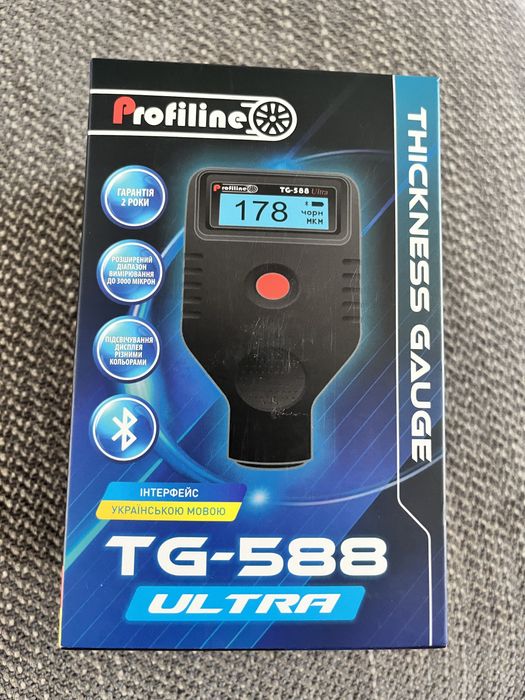 Profiline
THICKNESS GAUGE
ГАРАНТІЯ
2 РОКИ
Profiline
TG-588 Ultra
178
чорн
мкм
РОЗШИРЕНИЙ
ДІАПАЗОН
ВИМІРЮВАННЯ
ДО 3000 МІКРОН
ПІДСВІЧУВАННЯ
ДИСПЛЕЯ
РІЗНИМИ
КОЛЬОРАМИ
ІНТЕРФЕЙС
УКРАЇНСЬКОЮ МОВОЮ
TG-588
ULTRA